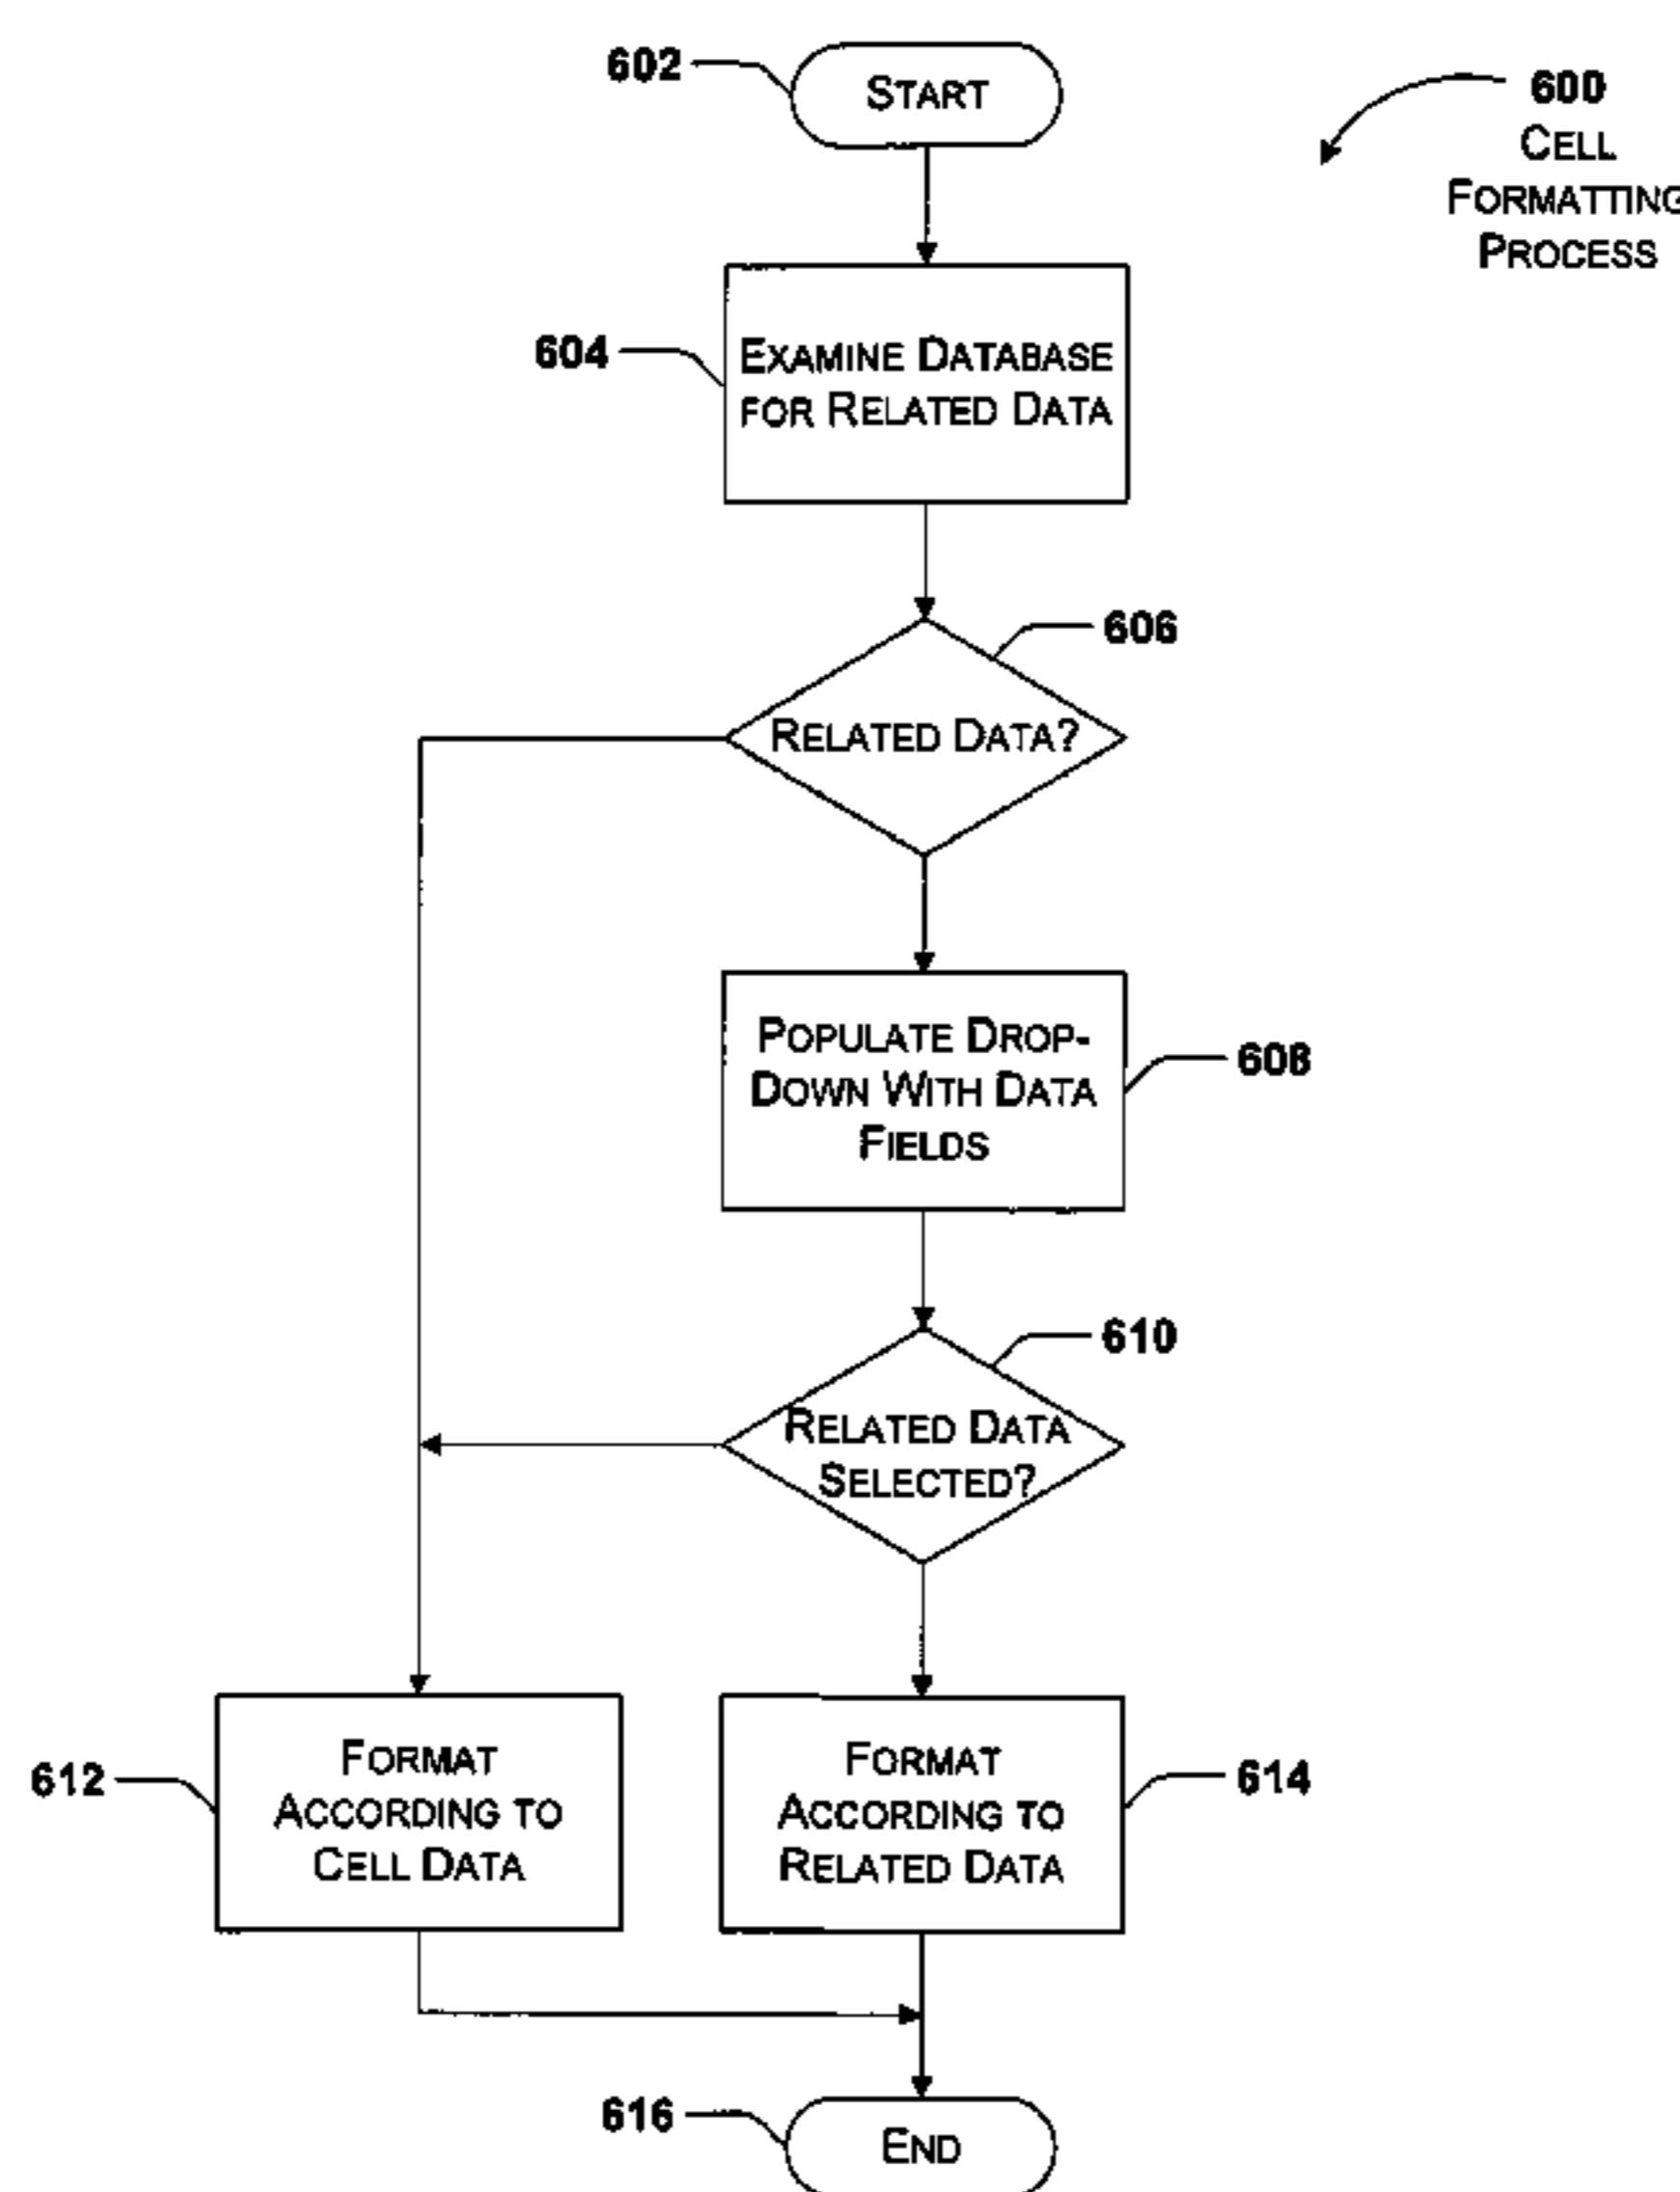 602
START
600
CELL
FORMATTING
PROCESS
604
EXAMINE DATABASE
FOR RELATED DATA
606
RELATED DATA?
POPULATE DROP-
DOWN WITH DATA
FIELDS
608
610
RELATED DATA
SELECTED?
612
FORMAT
ACCORDING TO
CELL DATA
FORMAT
ACCORDING TO
RELATED DATA
614
616
END